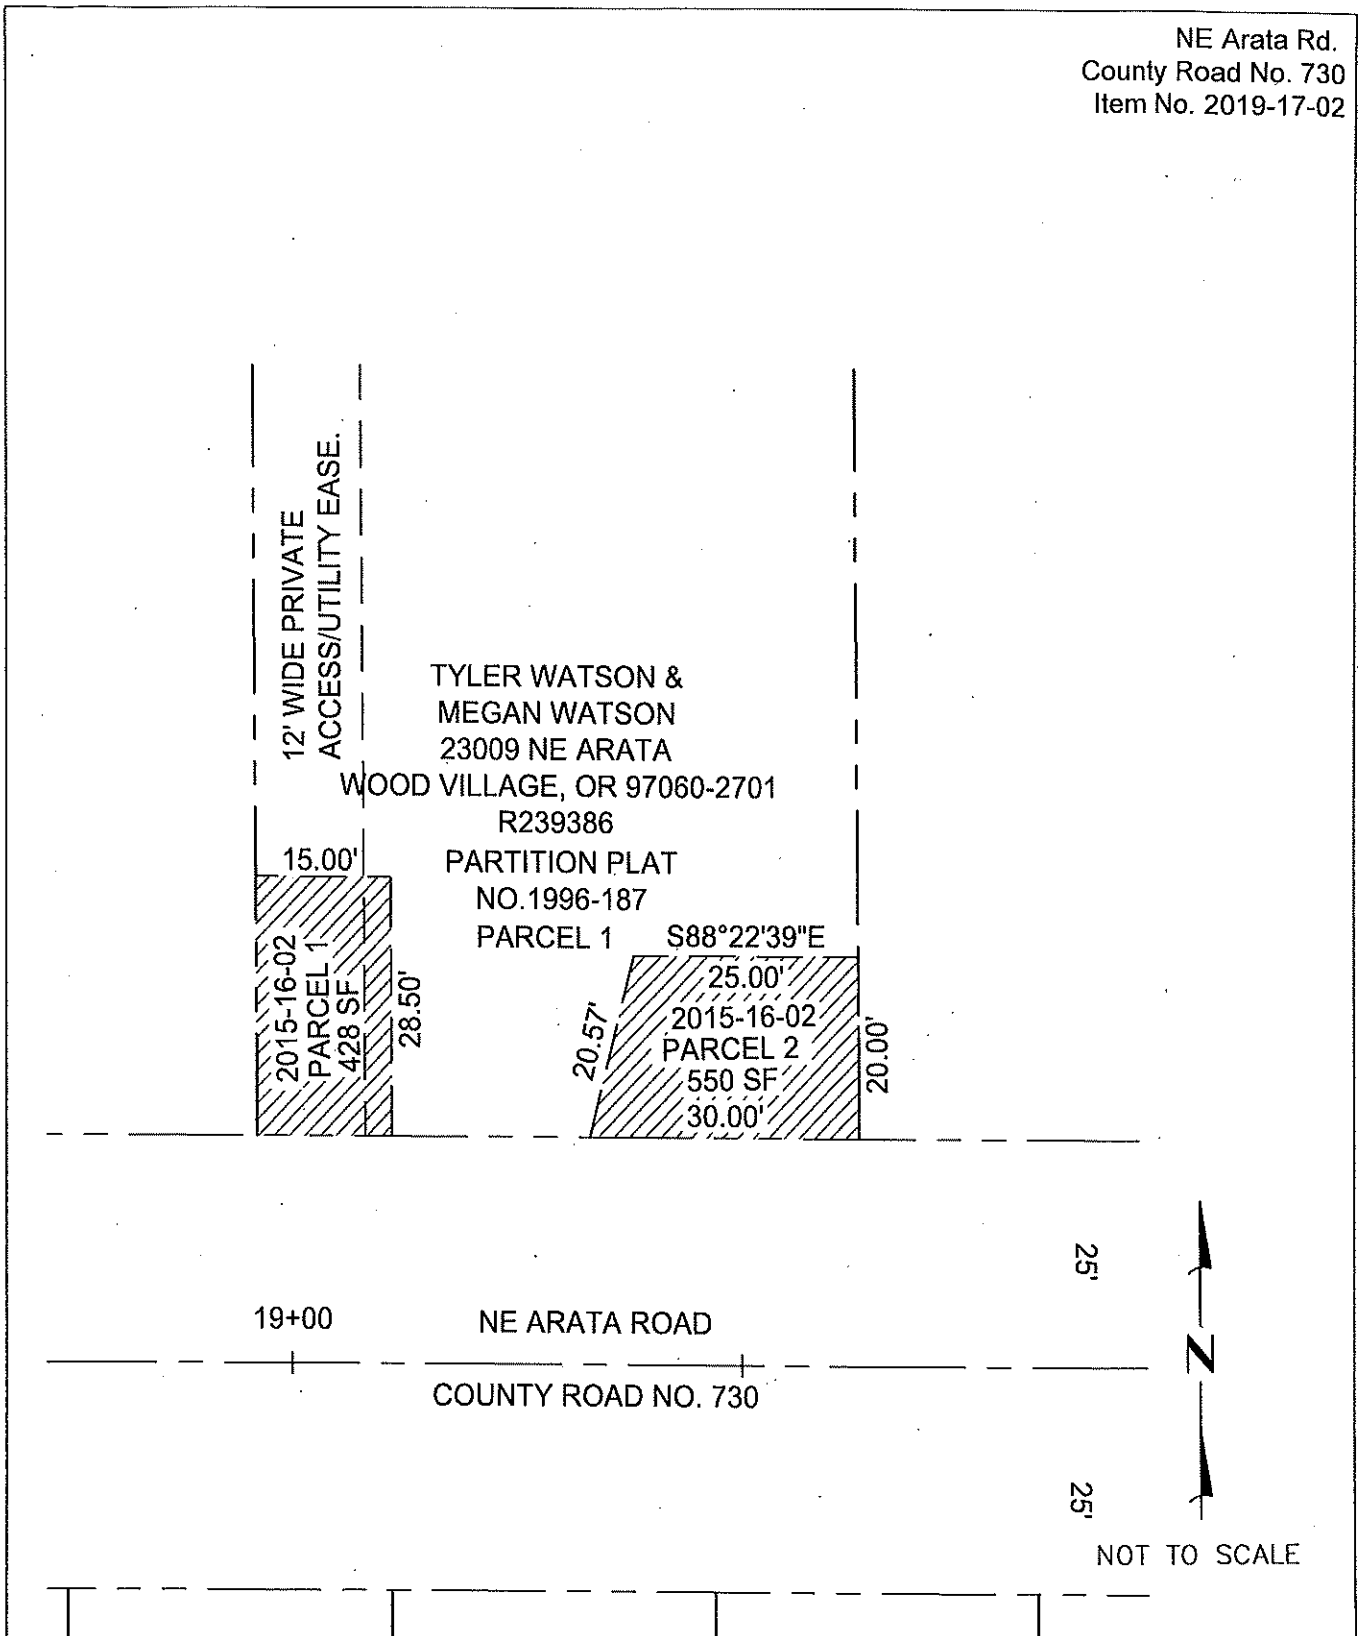 NE Arata Rd.
County Road No. 730
Item No. 2019-17-02
12' WIDE PRIVATE
ACCESS/UTILITY EASE.
TYLER WATSON &
MEGAN WATSON
23009 NE ARATA
WOOD VILLAGE, OR 97060-2701
R239386
PARTITION PLAT
NO.1996-187
PARCEL 1
15.00'
2015-16-02
PARCEL 1
428 SF
28.50'
S88°22'39"E
25.00'
2015-16-02
PARCEL 2
550 SF
30.00'
20.57'
20.00'
25'
19+00
NE ARATA ROAD
COUNTY ROAD NO. 730
N
25'
NOT TO SCALE